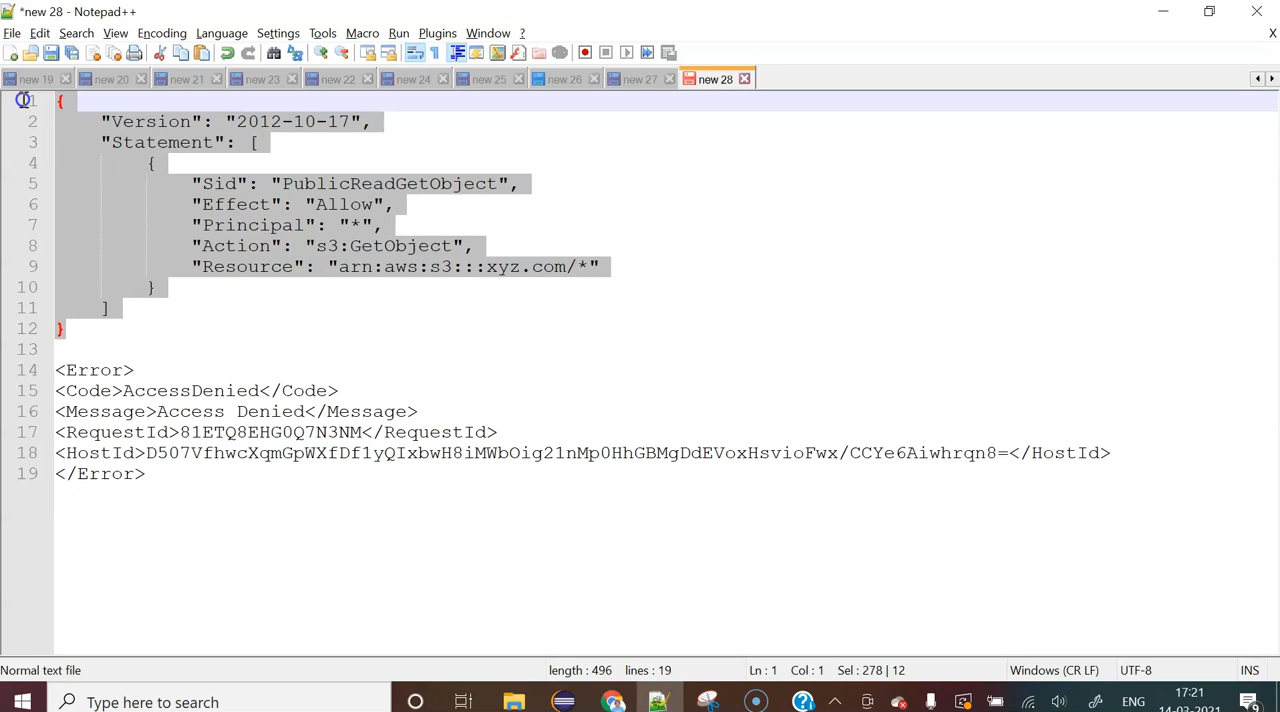 *new 28 - Notepad++
File Edit Search View Encoding Language Settings Tools Macro Run Plugins Window ? X
new 19 new 20 new 21 new 23 new 22 new 24 new 25 new 26 new 27 new 28
1 {
2 "Version": "2012-10-17",
3 "Statement": [
4 {
5 "Sid": "PublicReadGetObject",
6 "Effect": "Allow",
7 "Principal": "*",
8 "Action": "s3:GetObject",
9 "Resource": "arn:aws:s3:::xyz.com/*"
10 }
11 ]
12 }
13
14 <Error>
15 <Code>AccessDenied</Code>
16 <Message>Access Denied</Message>
17 <RequestId>81ETQ8EHG0Q7N3NM</RequestId>
18 <HostId>D507VfhwcXqmGpWXfDf1yQIxbwH8iMWbOig21nMp0HhGBMgDdEVoxHsvioFwx/CCYe6Aiwhrqn8=</HostId>
19 </Error>
Normal text file length : 496 lines : 19 Ln : 1 Col : 1 Sel : 278 | 12 Windows (CR LF) UTF-8 INS
Type here to search ENG 17:21
14-03-2021 9